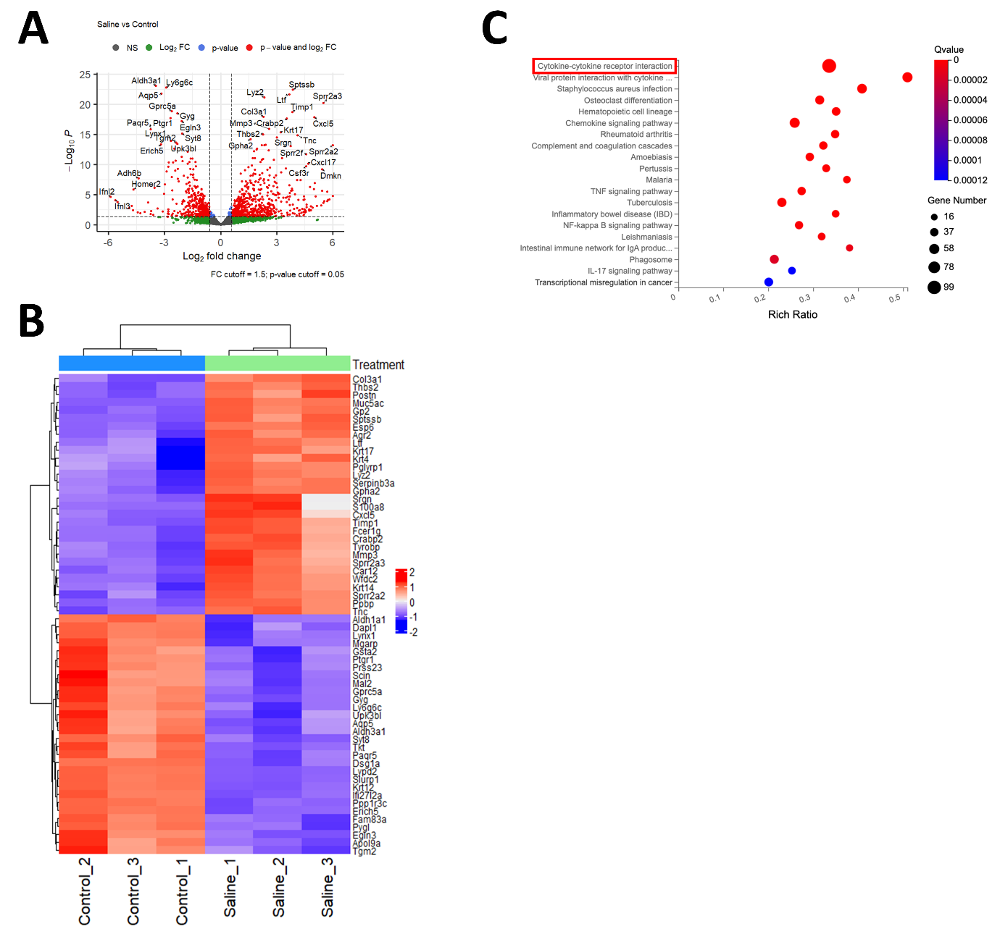 A
Saline vs Control
NS Log2 FC p-value p − value and log2 FC
25
20
15
10
5
0
−Log10 P
-6 -3 0 3 6
Log2 fold change
FC cutoff = 1.5; p-value cutoff = 0.05
Aldh3a1
Ly6g6c
Aqp5
Gprc5a
Gyg
Paqr5
Ptgr1
Egln3
Lynx1
Tgm2
Syt8
Erich5
Upk3bl
Adh6b
Homer2
Ifnl2
Ifnl3
Sptssb
Lyz2
Ltf
Sprr2a3
Timp1
Col3a1
Mmp3
Crabp2
Cxcl5
Krt17
Thbs2
Tnc
Srgn
Gpha2
Sprr2f
Sprr2a2
Cxcl17
Csf3r
Dmkn
B
Treatment
Col3a1
Thbs2
Postn
Muc5ac
Gp2
Sptssb
Esp6
Agr2
Ltf
Krt17
Krt4
Pglyrp1
Lyz2
Serpinb3a
Gpha2
Srgn
S100a8
Cxcl5
Timp1
Fcer1g
Crabp2
Tyrobp
Mmp3
Sprr2a3
Car12
Wfdc2
Krt14
Sprr2a2
Ppbp
Tnc
Aldh1a1
Dapl1
Lynx1
Mgarp
Gsta2
Ptgr1
Prss23
Scin
Mal2
Gprc5a
Gyg
Ly6g6c
Upk3bl
Aqp5
Aldh3a1
Syt8
Tkt
Paqr5
Dsg1a
Lypd2
Slurp1
Krt12
Ifi27l2a
Ppp1r3c
Erich5
Fam83a
Pygl
Egln3
Apol9a
Tgm2
2
1
0
-1
-2
Control_2
Control_3
Control_1
Saline_1
Saline_2
Saline_3
C
Cytokine-cytokine receptor interaction
Viral protein interaction with cytokine ...
Staphylococcus aureus infection
Osteoclast differentiation
Hematopoietic cell lineage
Chemokine signaling pathway
Rheumatoid arthritis
Complement and coagulation cascades
Amoebiasis
Pertussis
Malaria
TNF signaling pathway
Tuberculosis
Inflammatory bowel disease (IBD)
NF-kappa B signaling pathway
Leishmaniasis
Intestinal immune network for IgA produc...
Phagosome
IL-17 signaling pathway
Transcriptional misregulation in cancer
0 0.1 0.2 0.3 0.4 0.5
Rich Ratio
Qvalue
0
0.00002
0.00004
0.00006
0.00008
0.0001
0.00012
Gene Number
16
37
58
78
99